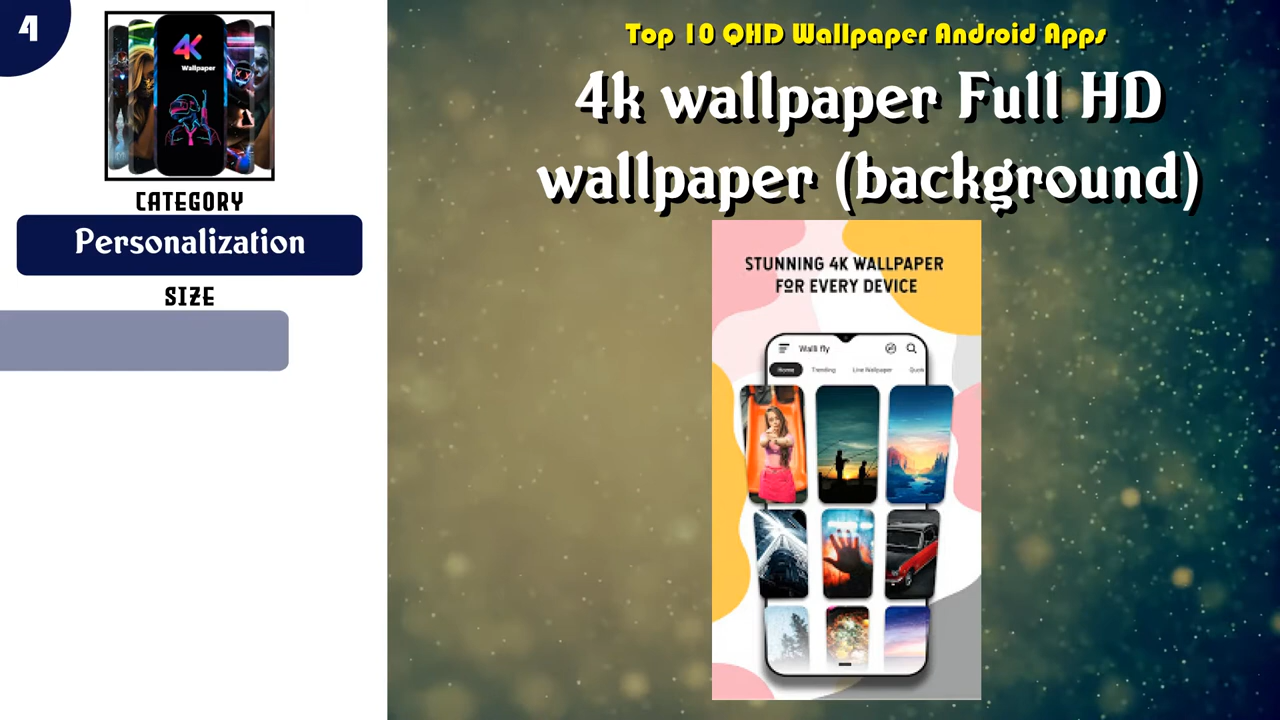 4
4K
Wallpaper
CATEGORY
Personalization
SIZE
Top 10 QHD Wallpaper Android Apps
4k wallpaper Full HD
wallpaper (background)
STUNNING 4K WALLPAPER
FOR EVERY DEVICE
Walli fly
Home Trending Live Wallpaper Quot